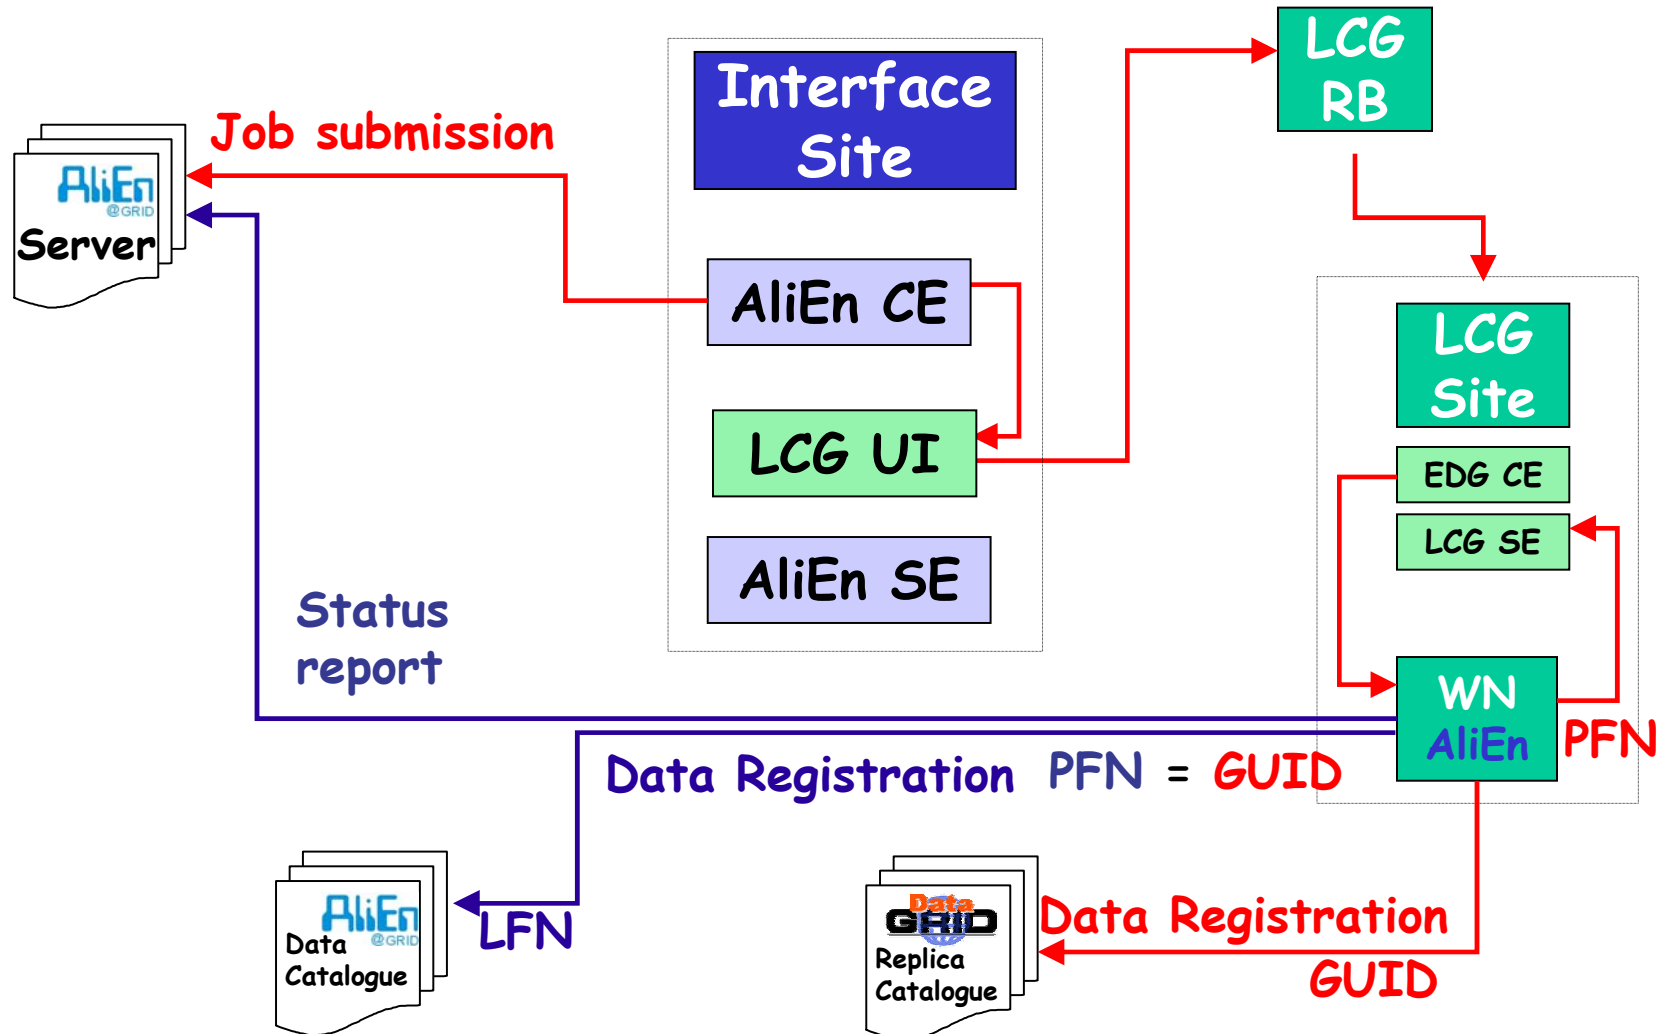 LCG
RB
Interface
Site
Job submission
AliEn
@GRID
Server
AliEn CE
LCG
Site
LCG UI
EDG CE
LCG SE
AliEn SE
Status
report
WN
AliEn
PFN
Data Registration PFN = GUID
AliEn
@GRID
Data
Catalogue
LFN
Data
GRID
Replica
Catalogue
Data Registration
GUID